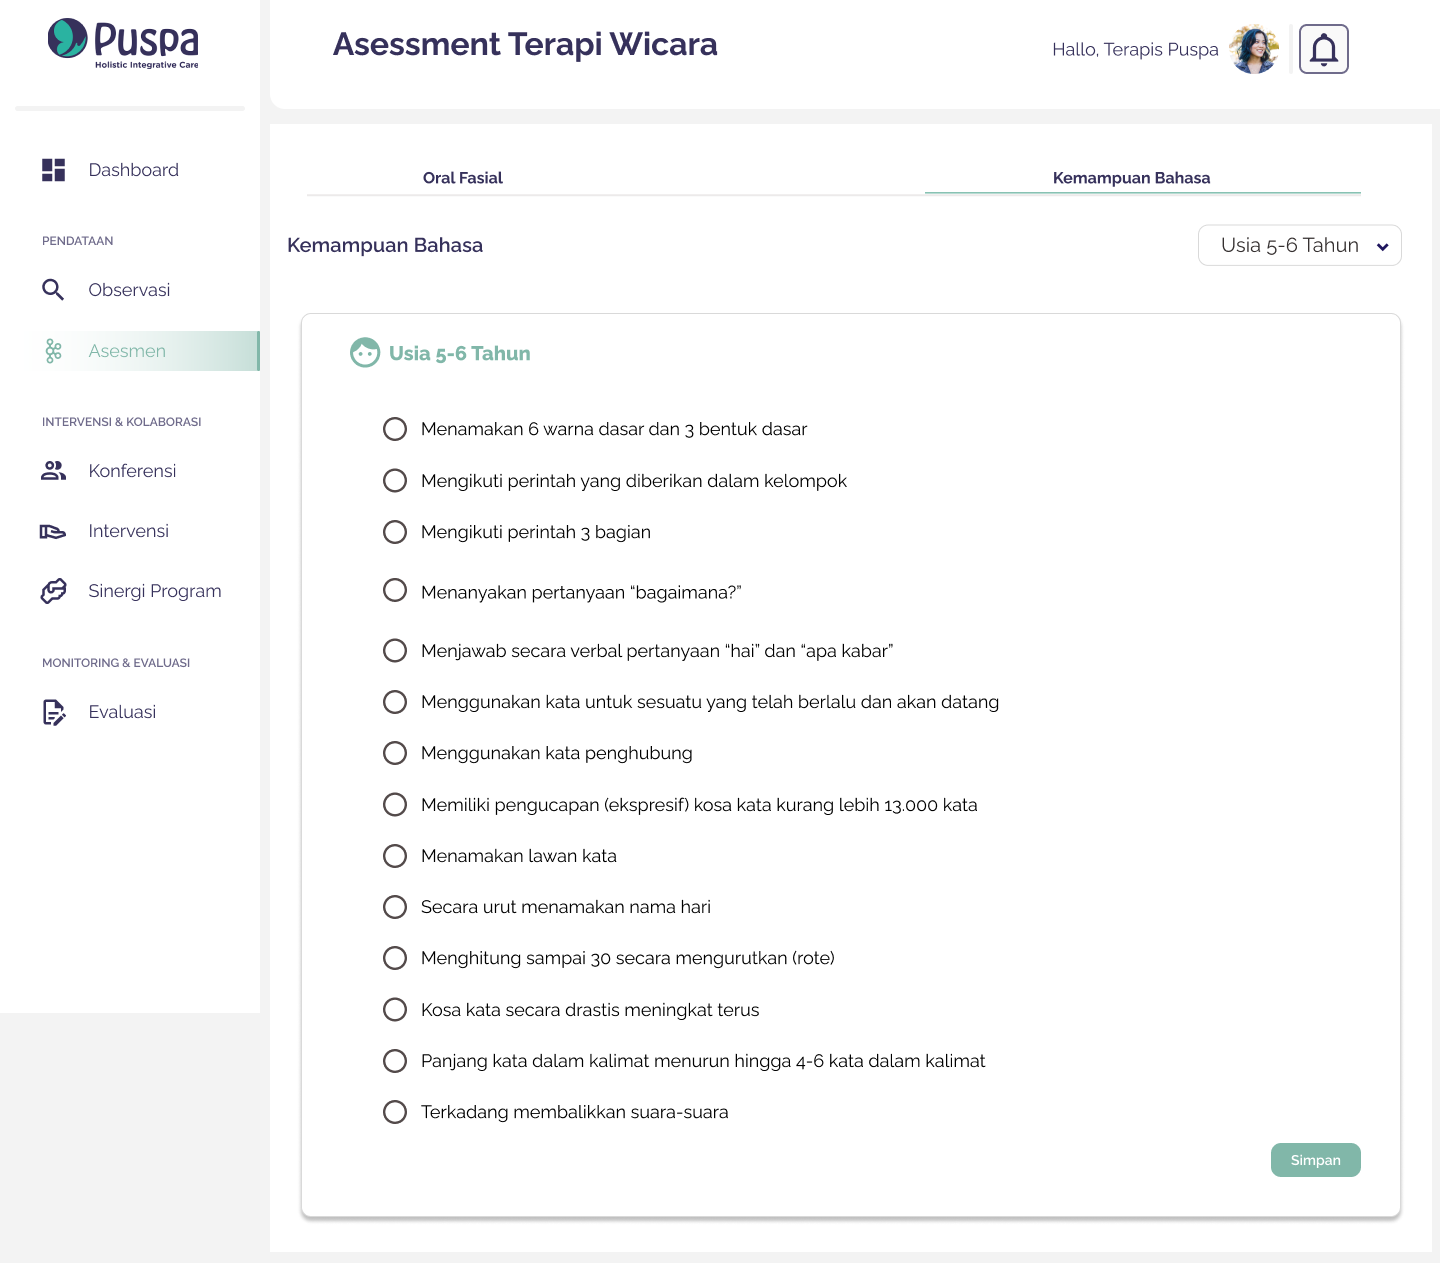 Puspa
Holistic Integrative Care
Asessment Terapi Wicara
Hallo, Terapis Puspa
Dashboard
PENDATAAN
Observasi
Asesmen
INTERVENSI & KOLABORASI
Konferensi
Intervensi
Sinergi Program
MONITORING & EVALUASI
Evaluasi
Oral Fasial
Kemampuan Bahasa
Kemampuan Bahasa
Usia 5-6 Tahun
Usia 5-6 Tahun
Menamakan 6 warna dasar dan 3 bentuk dasar
Mengikuti perintah yang diberikan dalam kelompok
Mengikuti perintah 3 bagian
Menanyakan pertanyaan “bagaimana?”
Menjawab secara verbal pertanyaan “hai” dan “apa kabar”
Menggunakan kata untuk sesuatu yang telah berlalu dan akan datang
Menggunakan kata penghubung
Memiliki pengucapan (ekspresif) kosa kata kurang lebih 13.000 kata
Menamakan lawan kata
Secara urut menamakan nama hari
Menghitung sampai 30 secara mengurutkan (rote)
Kosa kata secara drastis meningkat terus
Panjang kata dalam kalimat menurun hingga 4-6 kata dalam kalimat
Terkadang membalikkan suara-suara
Simpan